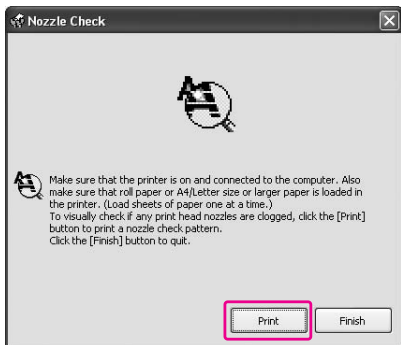 Nozzle Check
Make sure that the printer is on and connected to the computer. Also
make sure that roll paper or A4/Letter size or larger paper is loaded in
the printer. (Load sheets of paper one at a time.)
To visually check if any print head nozzles are clogged, click the [Print]
button to print a nozzle check pattern.
Click the [Finish] button to quit.
Print
Finish